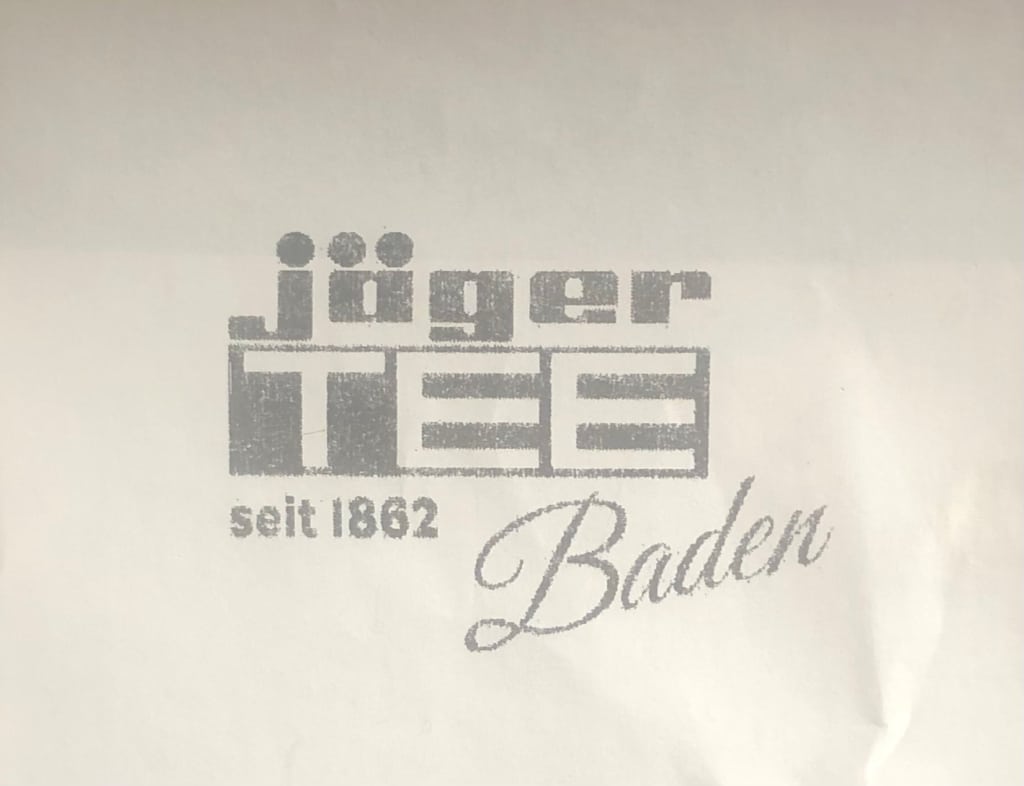 jäger
TEE
seit 1862
Baden